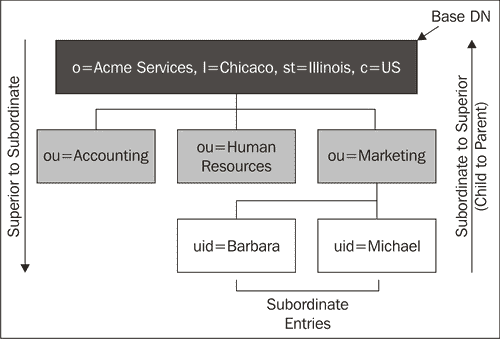 Base DN
o=Acme Services, l=Chicaco, st=Illinois, c=US
Superior to Subordinate
Subordinate to Superior
(Child to Parent)
ou=Accounting
ou=Human
Resources
ou=Marketing
uid=Barbara
uid=Michael
Subordinate
Entries